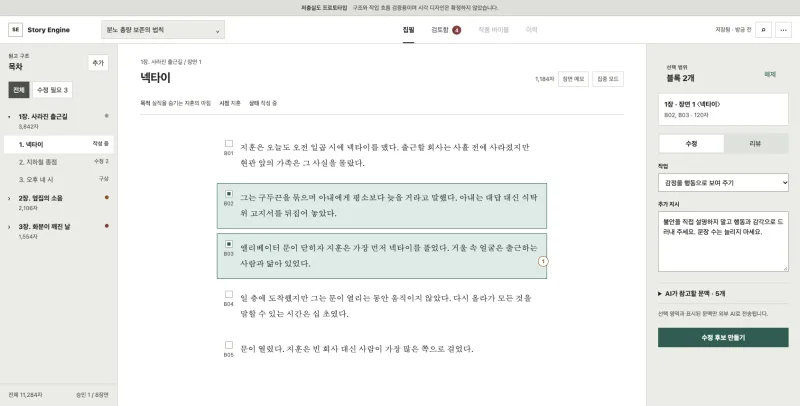 저충실도 프로토타입 구조와 작업 흐름 검증용이며 시각 디자인은 확정하지 않았습니다.
SE Story Engine
분노 총량 보존의 법칙
집필 검토함 4 작품 바이블 이력
저장됨 · 방금 전
원고 구조
목차
추가
전체 수정 필요 3
1장. 사라진 출근길
3,842자
1. 넥타이 작성 중
2. 지하철 종점 수정 2
3. 오후 네 시 구상
2장. 옆집의 소음
2,106자
3장. 화분이 깨진 날
1,554자
전체 11,284자 승인 1 / 8장면
1장. 사라진 출근길 / 장면 1
넥타이
1,184자 장면 메모 집중 모드
목적 실직을 숨기는 지훈의 아침 시점 지훈 상태 작성 중
B01
지훈은 오늘도 오전 일곱 시에 넥타이를 맸다. 출근할 회사는 사흘 전에 사라졌지만
현관 앞의 가족은 그 사실을 몰랐다.
B02
그는 구두끈을 묶으며 아내에게 평소보다 늦을 거라고 말했다. 아내는 대답 대신 식탁
위 고지서를 뒤집어 놓았다.
B03
엘리베이터 문이 닫히자 지훈은 가장 먼저 넥타이를 풀었다. 거울 속 얼굴은 출근하는
사람과 닮아 있었다.
1
B04
일 층에 도착했지만 그는 문이 열리는 동안 움직이지 않았다. 다시 올라가 모든 것을
말할 수 있는 시간은 십 초였다.
B05
문이 열렸다. 지훈은 빈 회사 대신 사람이 가장 많은 쪽으로 걸었다.
선택 범위
블록 2개
해제
1장 · 장면 1 〈넥타이〉
B02, B03 · 120자
수정 리뷰
작업
감정을 행동으로 보여 주기
추가 지시
불안을 직접 설명하지 말고 행동과 감각으로 드
러내 주세요. 문장 수는 늘리지 마세요.
AI가 참고할 문맥 · 5개
선택 영역과 표시된 문맥만 외부 AI로 전송됩니다.
수정 후보 만들기